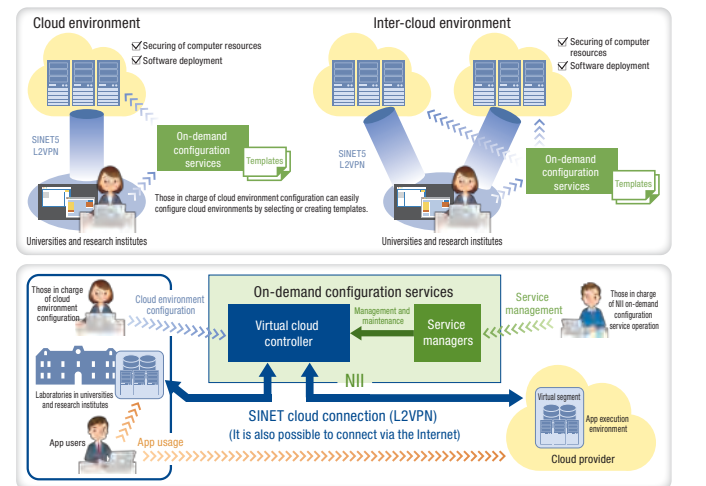 Cloud environment
Securing of computer resources
Software deployment
SINET5
L2VPN
On-demand
configuration
services
Templates
Those in charge of cloud environment configuration can easily
configure cloud environments by selecting or creating templates.
Universities and research institutes
Inter-cloud environment
Securing of computer
resources
Software deployment
SINET5
L2VPN
On-demand
configuration
services
Templates
Universities and research institutes
Those in charge
of cloud
environment
configuration
Cloud environment
configuration
On-demand configuration services
Virtual cloud
controller
Management and
maintenance
Service
managers
Service
management
Those in charge
of NII on-demand
configuration
service operation
NII
Laboratories in universities
and research institutes
SINET cloud connection (L2VPN)
(It is also possible to connect via the Internet)
App users
App usage
Virtual segment
App execution
environment
Cloud provider